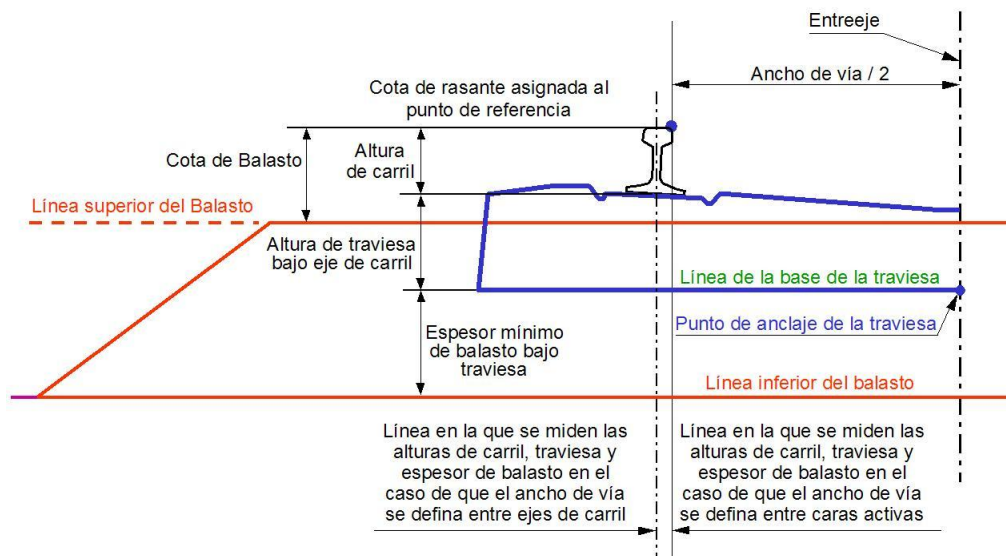 Entreeje
Ancho de vía / 2
Cota de rasante asignada al
punto de referencia
Cota de Balasto
Altura
de carril
Línea superior del Balasto
Altura de traviesa
bajo eje de carril
Línea de la base de la traviesa
Punto de anclaje de la traviesa
Espesor mínimo
de balasto bajo
traviesa
Línea inferior del balasto
Línea en la que se miden las
alturas de carril, traviesa y
espesor de balasto en el
caso de que el ancho de vía
se defina entre ejes de carril
Línea en la que se miden las
alturas de carril, traviesa y
espesor de balasto en el
caso de que el ancho de vía
se defina entre caras activas